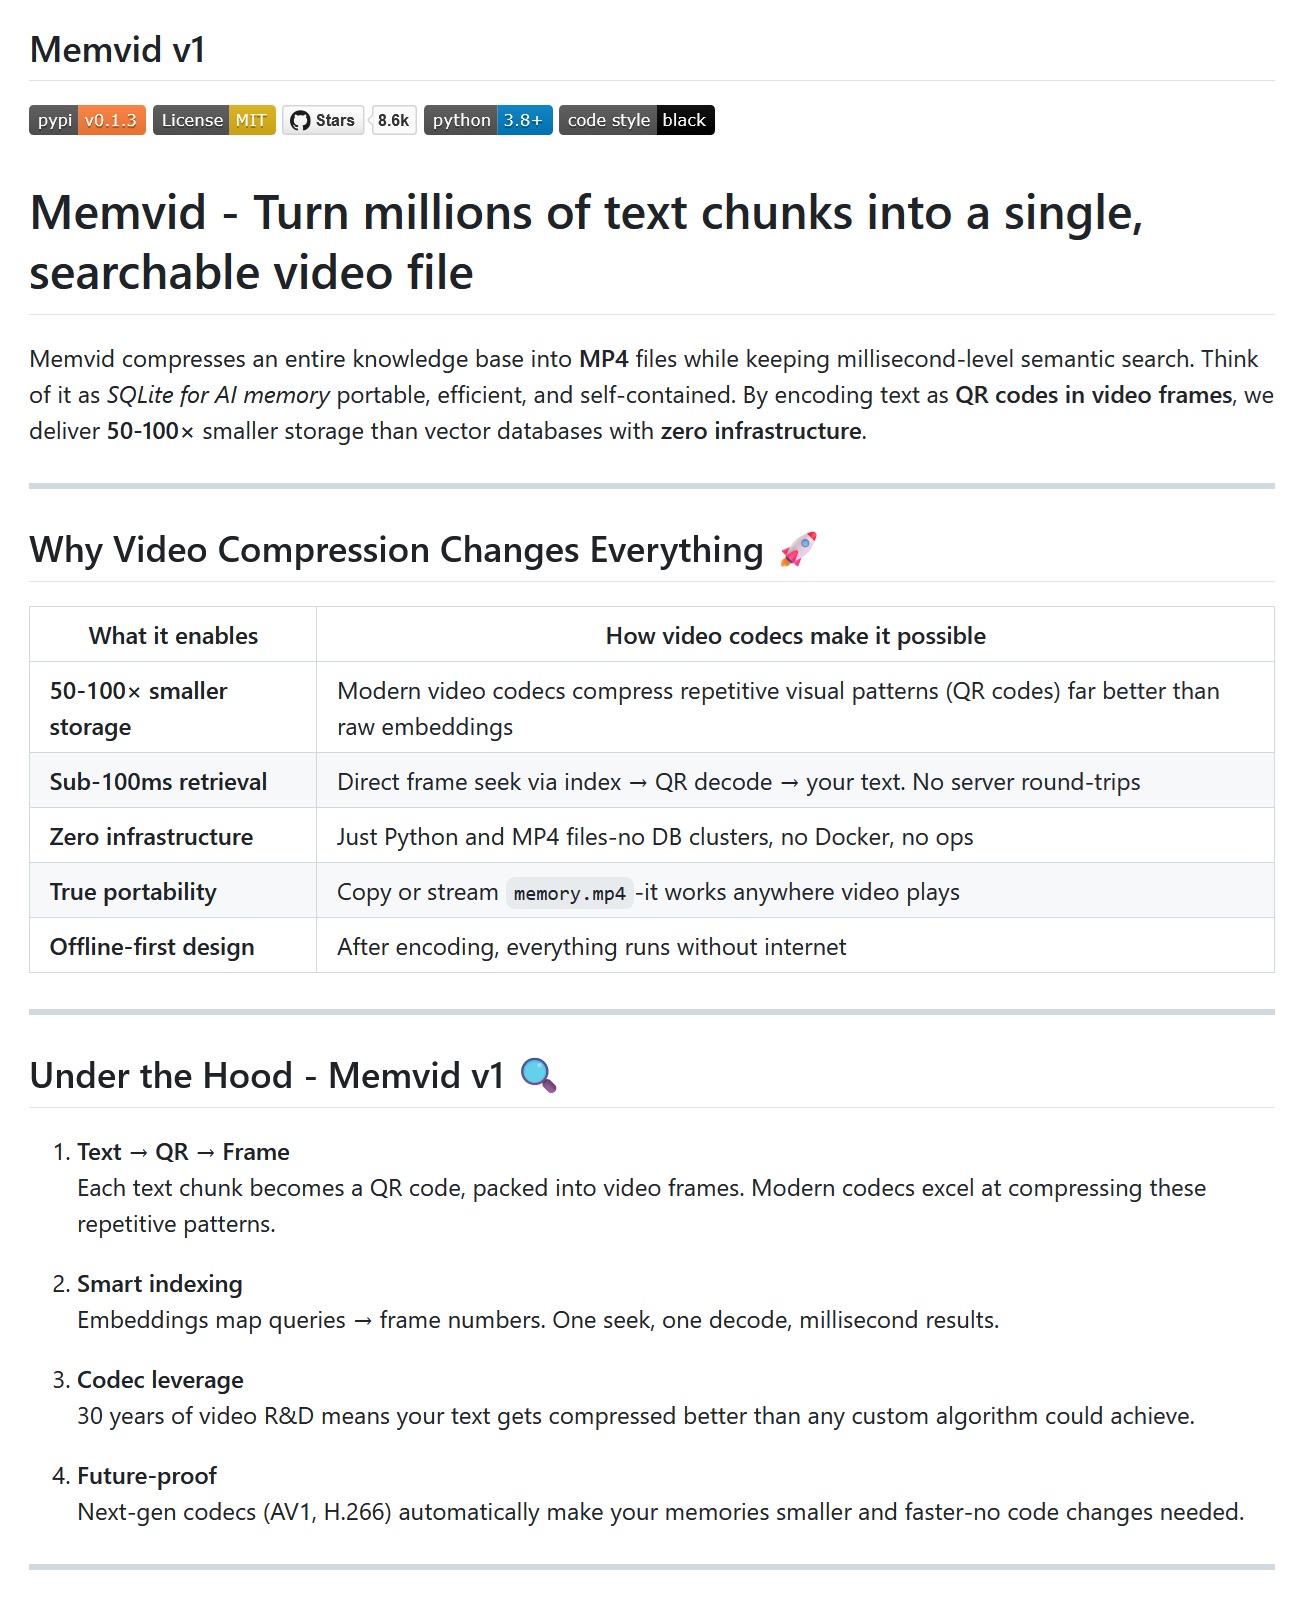 Memvid v1
pypi v0.1.3 License MIT Stars 8.6k python 3.8+ code style black
Memvid - Turn millions of text chunks into a single,
searchable video file
Memvid compresses an entire knowledge base into MP4 files while keeping millisecond-level semantic search. Think
of it as SQLite for AI memory portable, efficient, and self-contained. By encoding text as QR codes in video frames, we
deliver 50-100× smaller storage than vector databases with zero infrastructure.
Why Video Compression Changes Everything 🚀
What it enables How video codecs make it possible
50-100× smaller storage Modern video codecs compress repetitive visual patterns (QR codes) far better than
raw embeddings
Sub-100ms retrieval Direct frame seek via index → QR decode → your text. No server round-trips
Zero infrastructure Just Python and MP4 files-no DB clusters, no Docker, no ops
True portability Copy or stream memory.mp4-it works anywhere video plays
Offline-first design After encoding, everything runs without internet
Under the Hood - Memvid v1 🔍
1. Text → QR → Frame
Each text chunk becomes a QR code, packed into video frames. Modern codecs excel at compressing these
repetitive patterns.
2. Smart indexing
Embeddings map queries → frame numbers. One seek, one decode, millisecond results.
3. Codec leverage
30 years of video R&D means your text gets compressed better than any custom algorithm could achieve.
4. Future-proof
Next-gen codecs (AV1, H.266) automatically make your memories smaller and faster-no code changes needed.